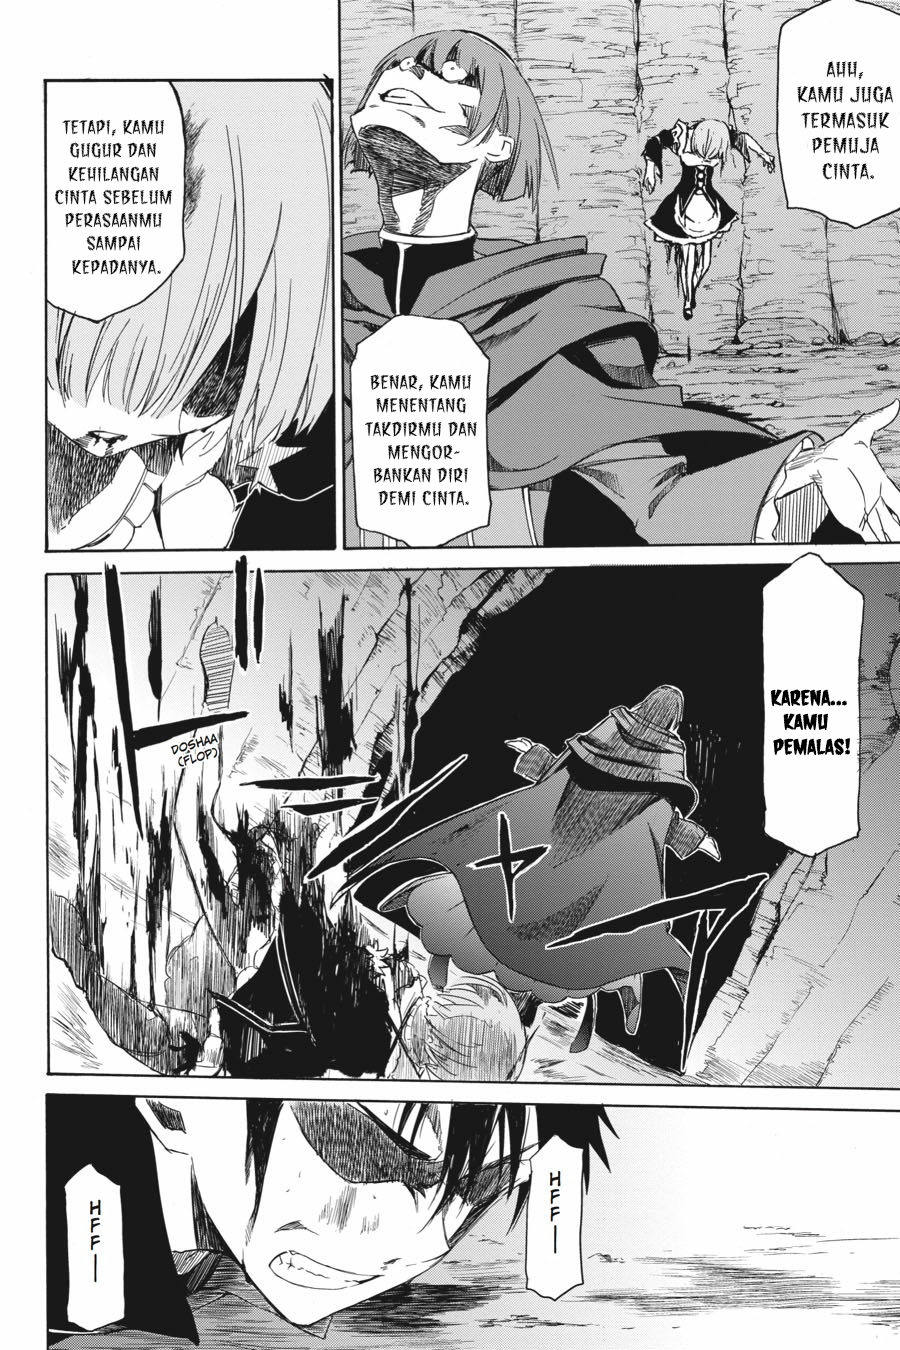 AHH,
KAMU JUGA
TERMASUK
PEMUJA
CINTA.
BENAR, KAMU
MENENTANG
TAKDIRMU DAN
MENGOR-
BANKAN DIRI
DEMI CINTA.
TETAPI, KAMU
GUGUR DAN
KEHILANGAN
CINTA SEBELUM
PERASAANMU
SAMPAI
KEPADANYA.
KARENA...
KAMU
PEMALAS!
DOSHAA
(FLOP)
HFF—
HFF—